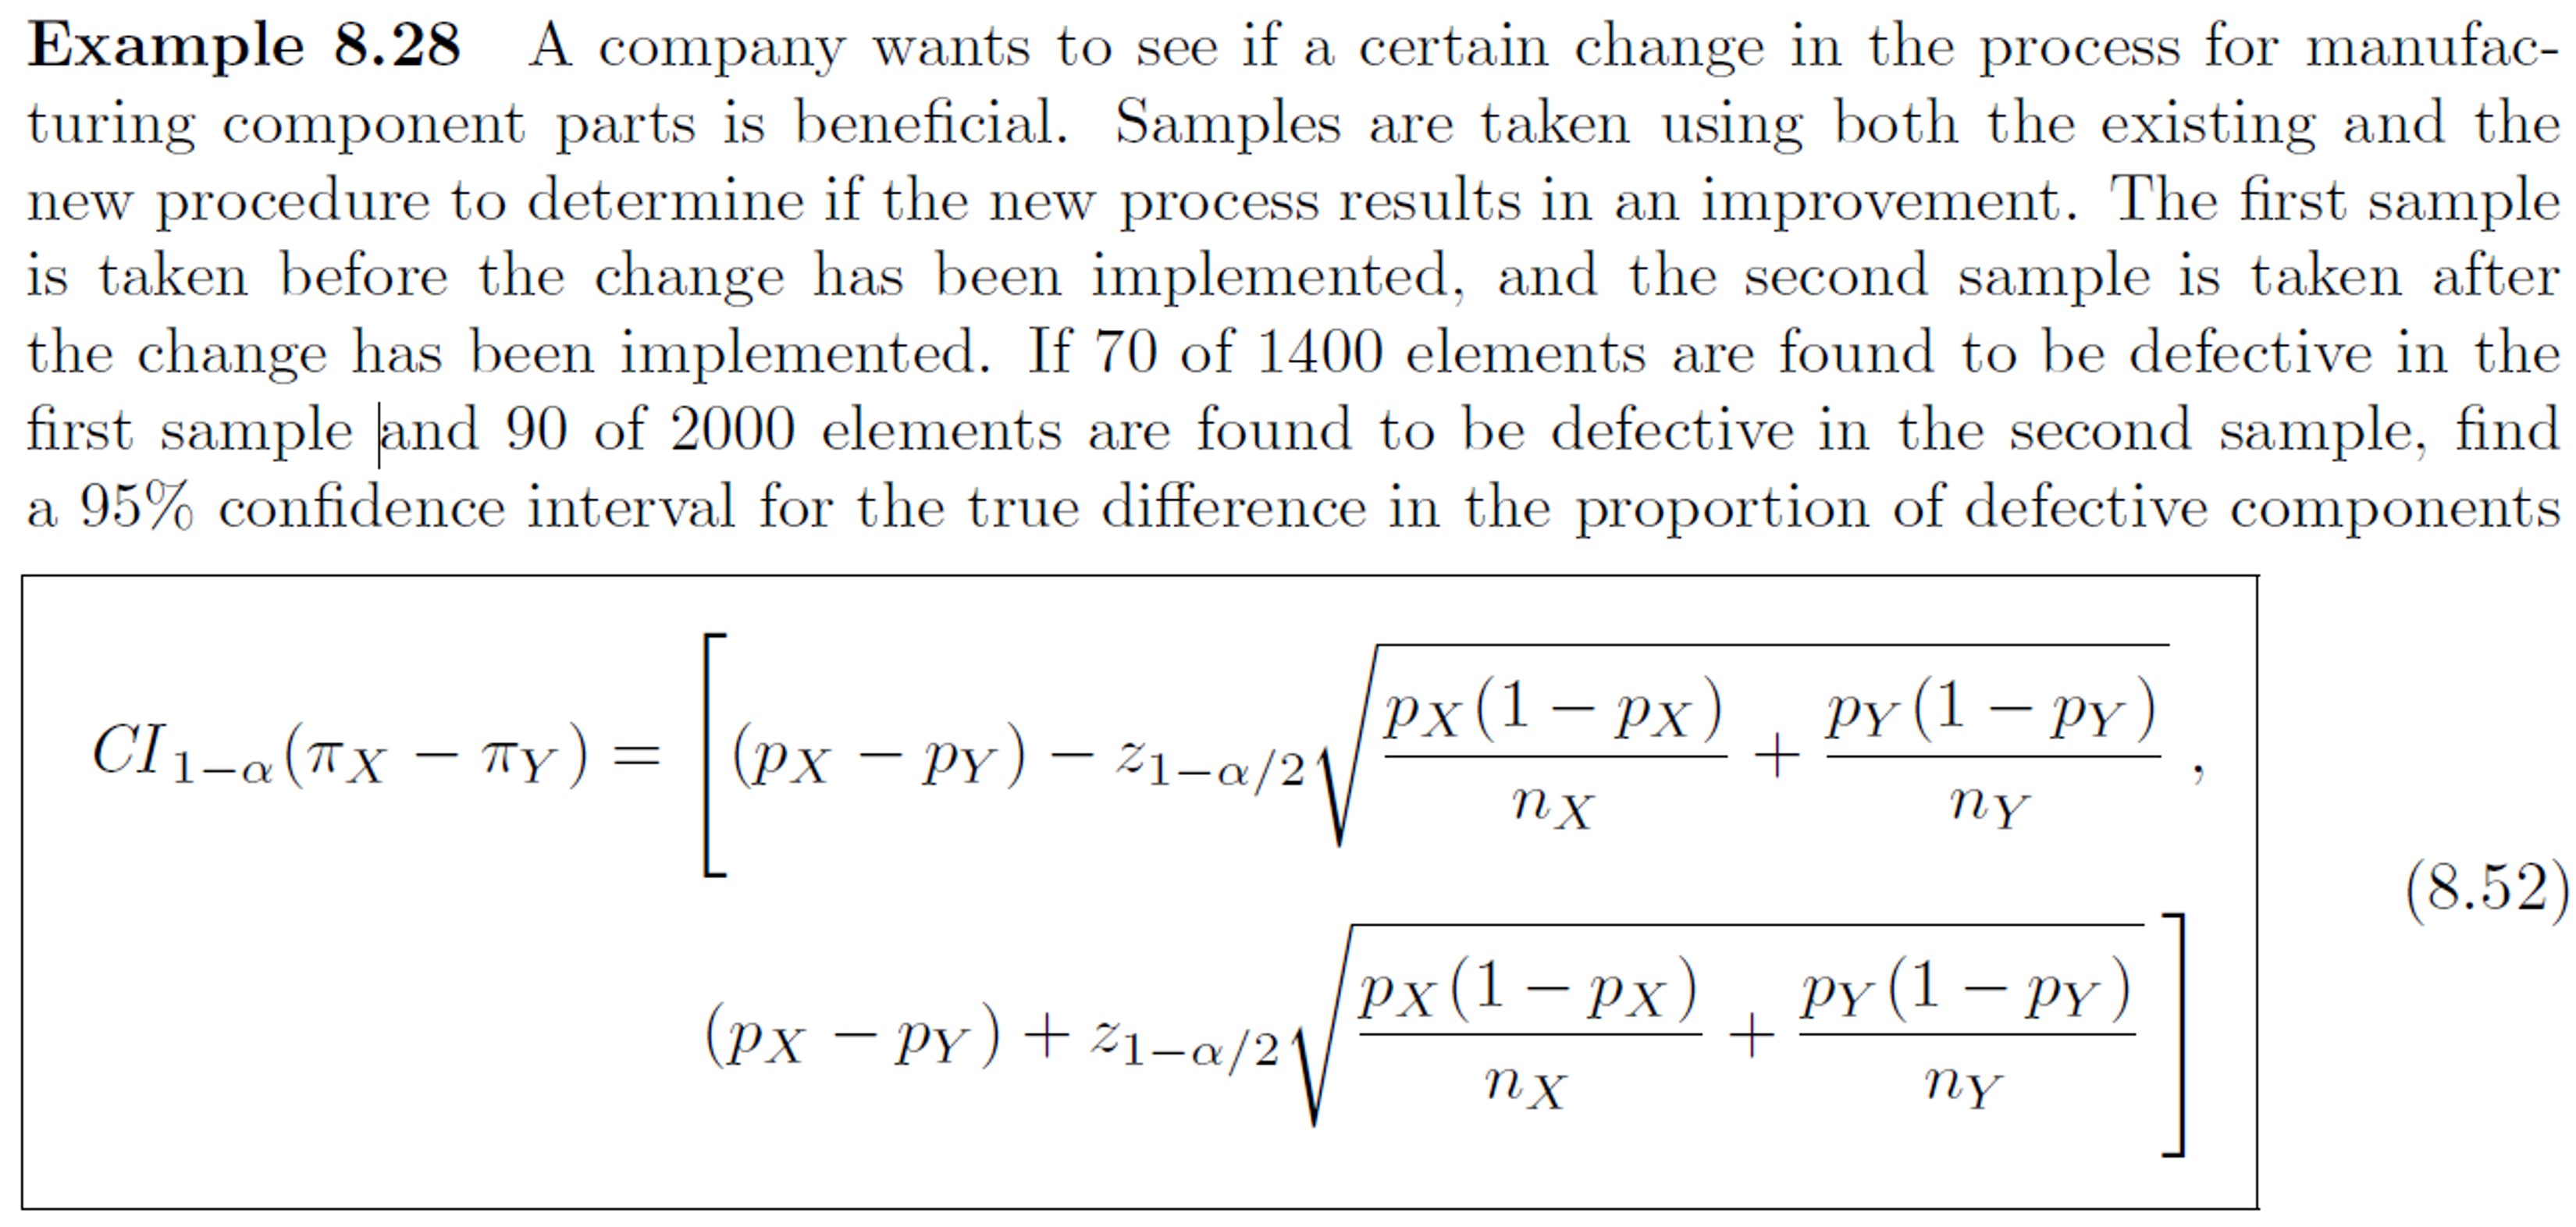 Example 8.28 A company wants to see if a certain change in the process for manufac-
turing component parts is beneficial. Samples are taken using both the existing and the
new procedure to determine if the new process results in an improvement. The first sample
is taken before the change has been implemented, and the second sample is taken after
the change has been implemented. If 70 of 1400 elements are found to be defective in the
first sample and 90 of 2000 elements are found to be defective in the second sample, find
a 95% confidence interval for the true difference in the proportion of defective components
$CI_{1-\alpha}(\pi_X - \pi_Y) = \left[ (p_X - p_Y) - z_{1-\alpha/2} \sqrt{\frac{p_X(1-p_X)}{n_X} + \frac{p_Y(1-p_Y)}{n_Y}} , \right.$
(8.52)
$\left. (p_X - p_Y) + z_{1-\alpha/2} \sqrt{\frac{p_X(1-p_X)}{n_X} + \frac{p_Y(1-p_Y)}{n_Y}} \right]$